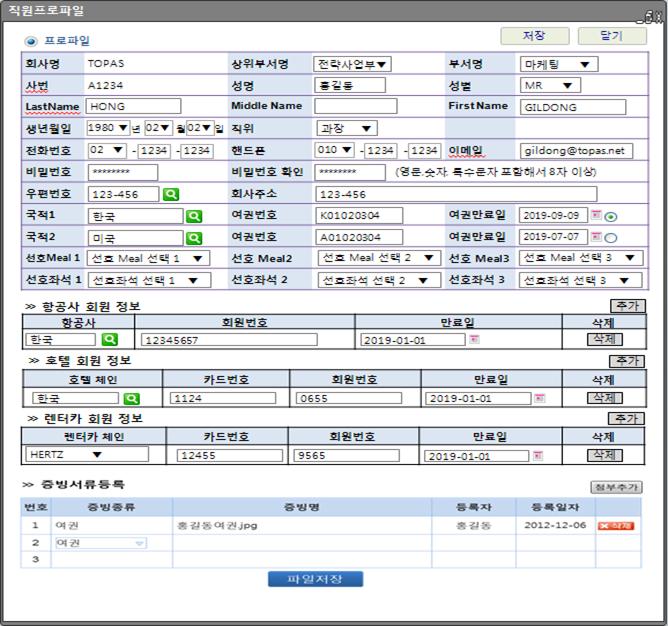 직원프로파일
프로파일 저장 닫기
회사명 TOPAS 상위부서명 전략사업부 부서명 마케팅
사번 A1234 성명 홍길동 성별 MR
LastName HONG Middle Name FirstName GILDONG
생년월일 1980 년 02 월 02 일 직위 과장
전화번호 02 - 1234 - 1234 핸드폰 010 - 1234 - 1234 이메일 gildong@topas.net
비밀번호 ******** 비밀번호 확인 ******** (영문.숫자. 특수문자 포함해서 8자 이상)
우편번호 123-456 회사주소 123-456
국적1 한국 여권번호 K01020304 여권만료일 2019-09-09
국적2 미국 여권번호 A01020304 여권만료일 2019-07-07
선호Meal 1 선호 Meal 선택 1 선호 Meal2 선호 Meal 선택 2 선호 Meal3 선호 Meal 선택 3
선호좌석 1 선호좌석 선택 1 선호좌석 2 선호좌석 선택 2 선호좌석 3 선호좌석 선택 3
>> 항공사 회원 정보 추가
항공사 회원번호 만료일 삭제
한국 12345657 2019-01-01 삭제
>> 호텔 회원 정보 추가
호텔 체인 카드번호 회원번호 만료일 삭제
한국 1124 0655 2019-01-01 삭제
>> 렌터카 회원 정보 추가
렌터카 체인 카드번호 회원번호 만료일 삭제
HERTZ 12455 9565 2019-01-01 삭제
>> 증빙서류등록 첨부추가
번호 증빙종류 증빙명 등록자 등록일자
1 여권 홍길동여권.jpg 홍길동 2012-12-06 삭제
2 여권
3
파일저장